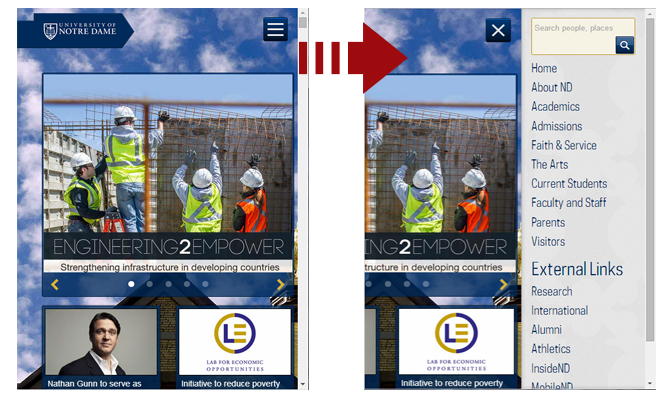 UNIVERSITY OF
NOTRE DAME
ENGINEERING2EMPOWER
Strengthening infrastructure in developing countries
Nathan Gunn to serve as
LE
LAB FOR ECONOMIC
OPPORTUNITIES
Initiative to reduce poverty
ING2EMPOWER
tructure in developing countries
LE
LAB FOR ECONOMIC
OPPORTUNITIES
Initiative to reduce poverty
Search people, places
Home
About ND
Academics
Admissions
Faith & Service
The Arts
Current Students
Faculty and Staff
Parents
Visitors
External Links
Research
International
Alumni
Athletics
InsideND
MobileND